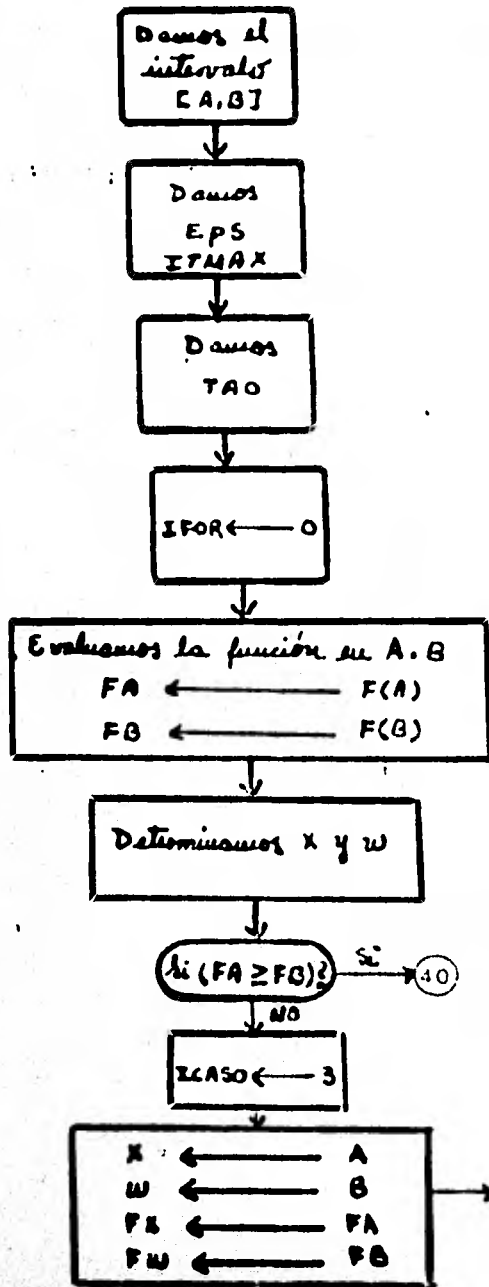 Damos el
intervalo
[A,B]
Damos
EPS
ITMAX
Damos
TAO
IFOR ← 0
Evaluamos la función en A.B
FA ← F(A)
FB ← F(B)
Determinamos X y W
Si (FA ≥ FB)? Sí 40
NO
ICASO ← 3
X ← A
W ← B
FX ← FA
FW ← FB